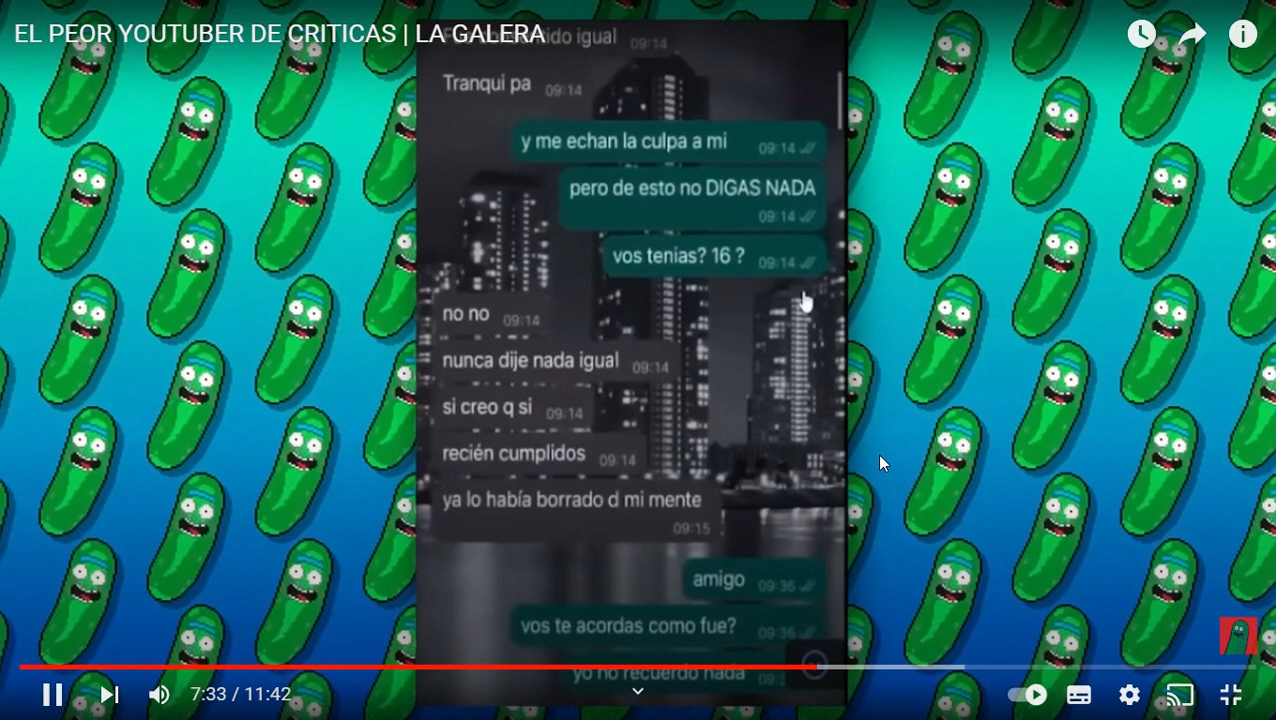 EL PEOR YOUTUBER DE CRITICAS | LA GALERA
igual 09:14
Tranqui pa 09:14
y me echan la culpa a mi 09:14
pero de esto no DIGAS NADA
09:14
vos tenias? 16 ? 09:14
no no 09:14
nunca dije nada igual 09:14
si creo q si 09:14
recién cumplidos 09:14
ya lo había borrado d mi mente
09:15
amigo 09:36
vos te acordas como fue? 09:36
yo no recuerdo nada
7:33 / 11:42